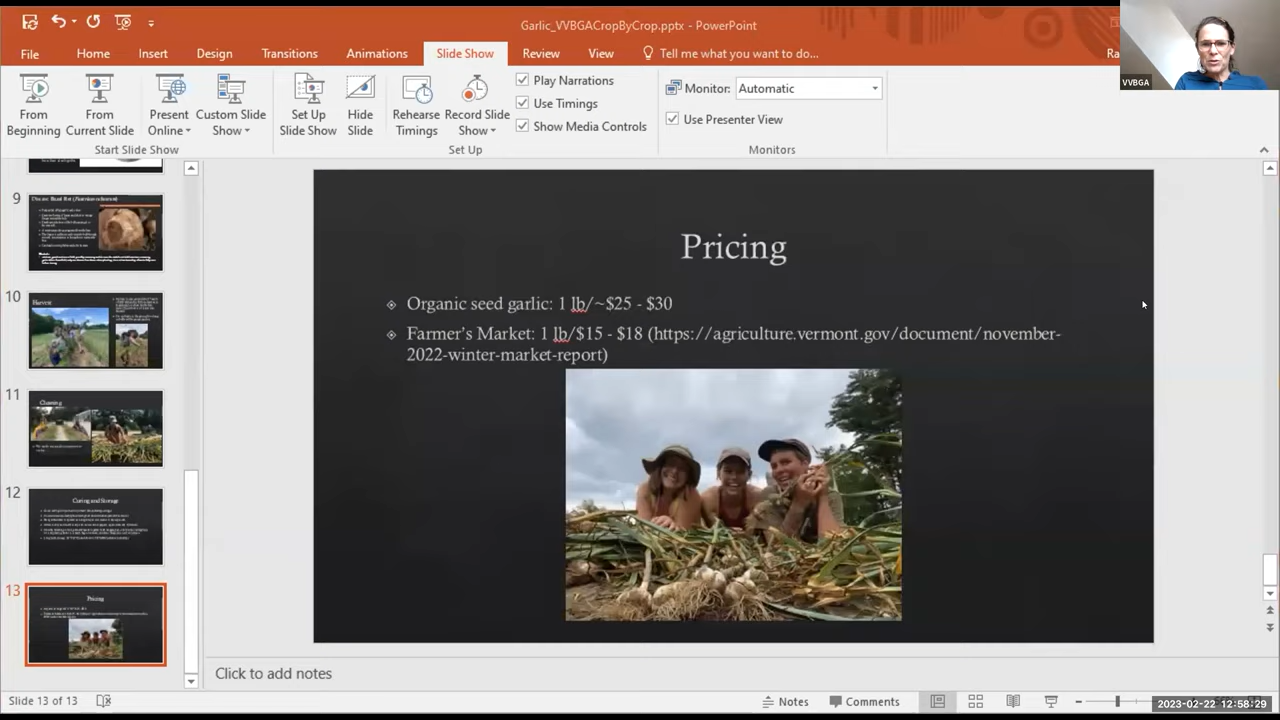 Garlic_VVBGACropByCrop.pptx - PowerPoint
File Home Insert Design Transitions Animations Slide Show Review View Tell me what you want to do... Ra
VVBGA
From Beginning
From Current Slide
Present Online
Custom Slide Show
Start Slide Show
Set Up Slide Show
Hide Slide
Rehearse Timings
Record Slide Show
Play Narrations
Use Timings
Show Media Controls
Set Up
Monitor: Automatic
Use Presenter View
Monitors
9
10
Harvest
11
Cleaning
12
Curing and Storage
13
Pricing
Pricing
Organic seed garlic: 1 lb/~$25 - $30
Farmer's Market: 1 lb/$15 - $18 (https://agriculture.vermont.gov/document/november-
2022-winter-market-report)
Click to add notes
Slide 13 of 13 Notes Comments
2023-02-22 12:58:29